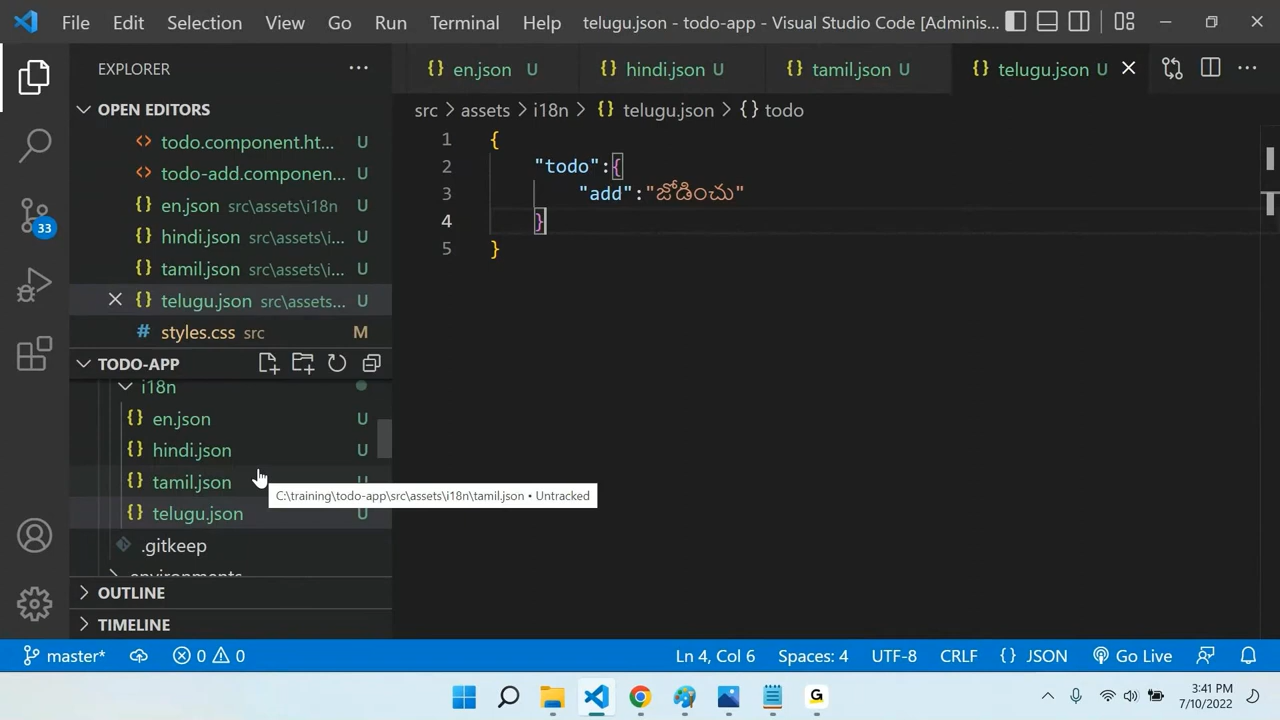 File Edit Selection View Go Run Terminal Help telugu.json - todo-app - Visual Studio Code [Adminis...
EXPLORER
OPEN EDITORS
todo.component.ht... U
todo-add.componen... U
en.json src\assets\i18n U
hindi.json src\assets\i... U
tamil.json src\assets\i... U
telugu.json src\assets... U
# styles.css src M
TODO-APP
i18n
{} en.json U
{} hindi.json U
{} tamil.json
{} telugu.json U
.gitkeep
environments
OUTLINE
TIMELINE
33
{} en.json U {} hindi.json U {} tamil.json U {} telugu.json U
src > assets > i18n > {} telugu.json > {} todo
1 {
2 "todo":{
3 "add":"జోడించు"
4 }
5 }
C:\training\todo-app\src\assets\i18n\tamil.json • Untracked
master* 0 0 Ln 4, Col 6 Spaces: 4 UTF-8 CRLF {} JSON Go Live
3:41 PM
7/10/2022